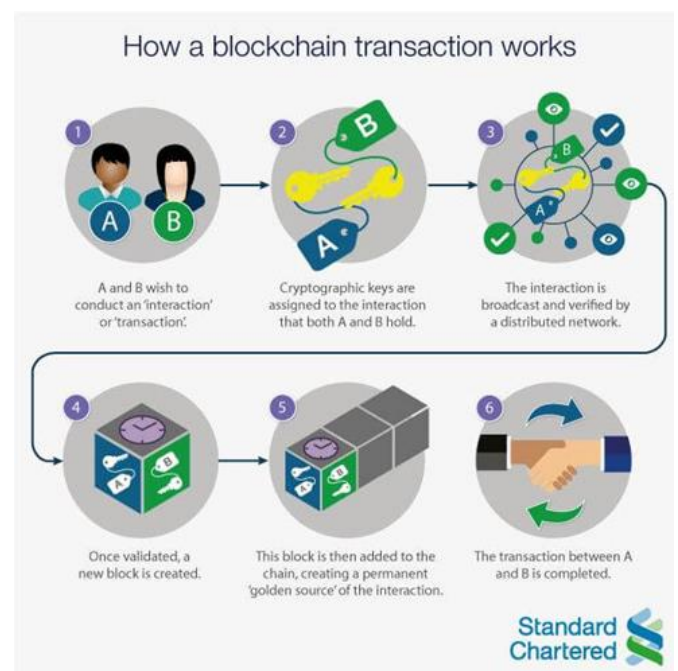 How a blockchain transaction works
1
2
3
A
B
B
A
B
A
A and B wish to
conduct an 'interaction'
or 'transaction'.
Cryptographic keys are
assigned to the interaction
that both A and B hold.
The interaction is
broadcast and verified by
a distributed network.
4
5
6
A
B
A
B
Once validated, a
new block is created.
This block is then added to the
chain, creating a permanent
'golden source' of the interaction.
The transaction between A
and B is completed.
Standard
Chartered